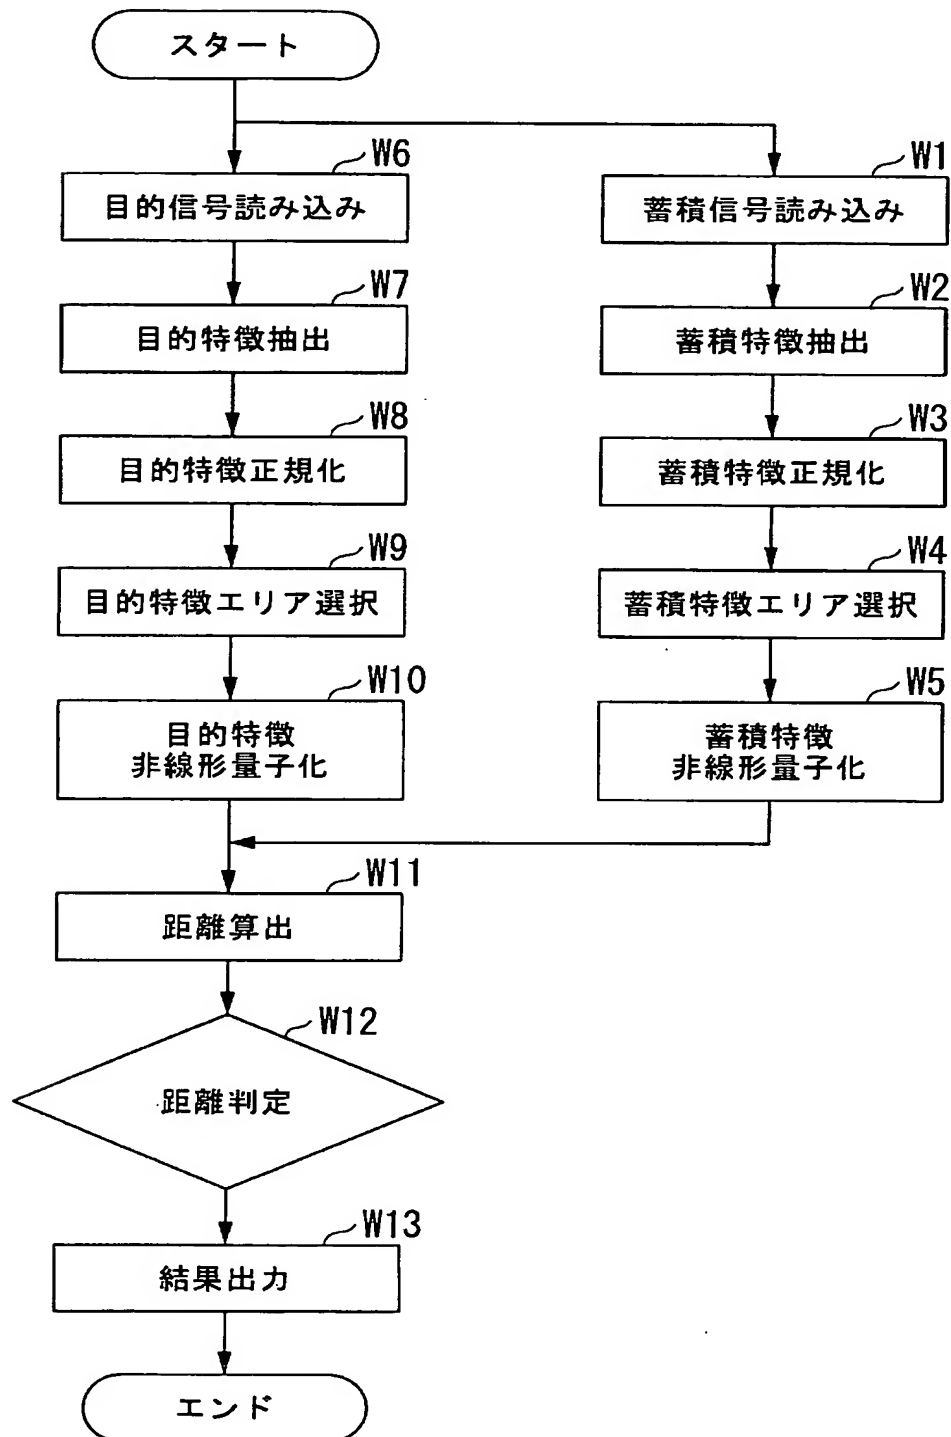 スタート
W6
目的信号読み込み
W1
蓄積信号読み込み
W7
目的特徴抽出
W2
蓄積特徴抽出
W8
目的特徴正規化
W3
蓄積特徴正規化
W9
目的特徴エリア選択
W4
蓄積特徴エリア選択
W10
目的特徴
非線形量子化
W5
蓄積特徴
非線形量子化
W11
距離算出
W12
距離判定
W13
結果出力
エンド